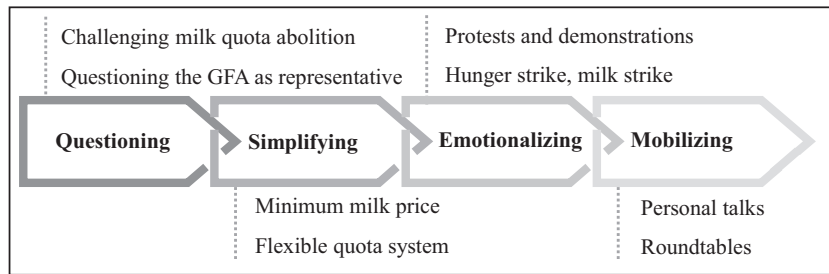 Challenging milk quota abolition
Questioning the GFA as representative
Protests and demonstrations
Hunger strike, milk strike
Questioning
Simplifying
Emotionalizing
Mobilizing
Minimum milk price
Flexible quota system
Personal talks
Roundtables